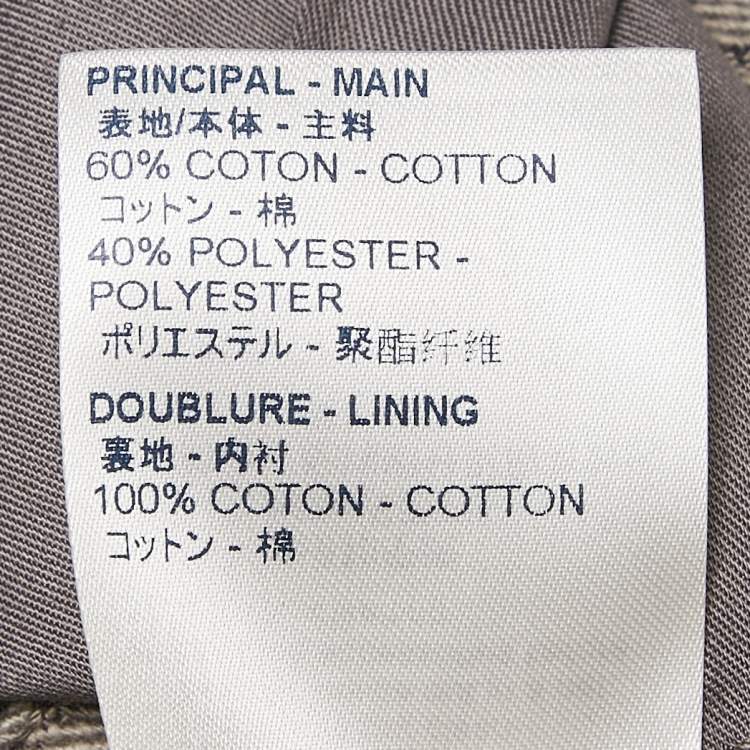 PRINCIPAL - MAIN
表地/本体 - 主料
60% COTON - COTTON
コットン - 棉
40% POLYESTER -
POLYESTER
ポリエステル - 聚酯纤维
DOUBLURE - LINING
裏地 - 内衬
100% COTON - COTTON
コットン - 棉